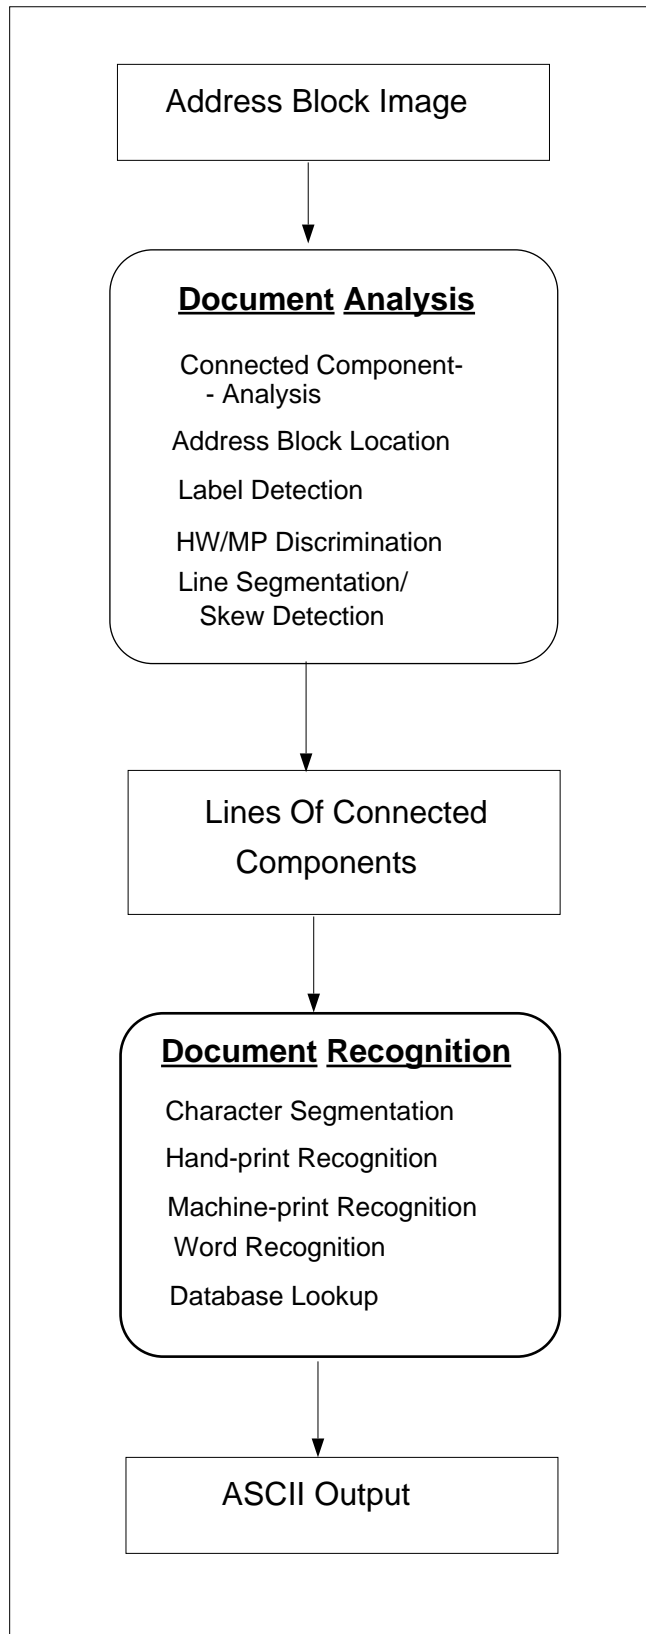 Address Block Image
Document Analysis
Connected Component-
- Analysis
Address Block Location
Label Detection
HW/MP Discrimination
Line Segmentation/
Skew Detection
Lines Of Connected
Components
Document Recognition
Character Segmentation
Hand-print Recognition
Machine-print Recognition
Word Recognition
Database Lookup
ASCII Output